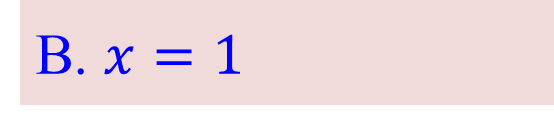 B. x = 1